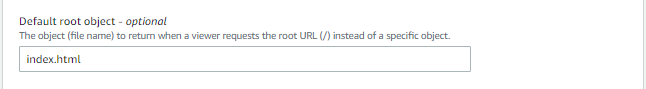 Default root object - optional
The object (file name) to return when a viewer requests the root URL (/) instead of a specific object.
index.html